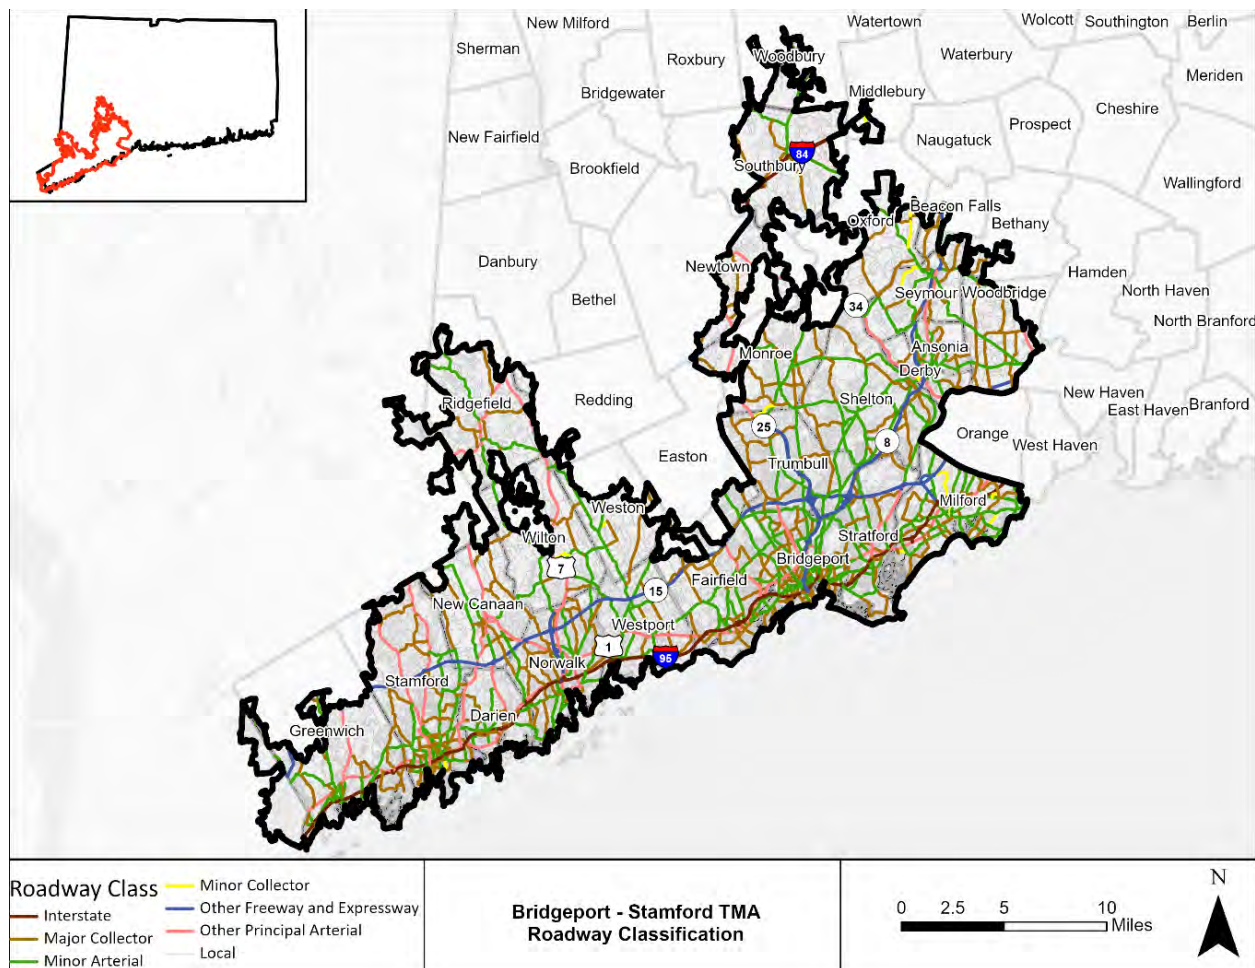 New Milford
Watertown
Wolcott
Southington
Berlin
Sherman
Roxbury
Woodbury
Waterbury
Meriden
Bridgewater
Middlebury
Cheshire
New Fairfield
Prospect
Naugatuck
84
Brookfield
Southbury
Wallingford
Beacon Falls
Oxford
Bethany
Danbury
Newtown
Hamden
Bethel
Seymour
Woodbridge
North Haven
34
North Branford
Monroe
Ansonia
Derby
Ridgefield
Redding
Shelton
New Haven
East Haven
Branford
25
8
Orange
West Haven
Easton
Trumbull
Weston
Milford
Wilton
Stratford
7
Bridgeport
15
Fairfield
New Canaan
Westport
1
95
Norwalk
Stamford
Darien
Greenwich
Roadway Class
Interstate
Major Collector
Minor Arterial
Minor Collector
Other Freeway and Expressway
Other Principal Arterial
Local
Bridgeport - Stamford TMA
Roadway Classification
0 2.5 5 10
Miles
N